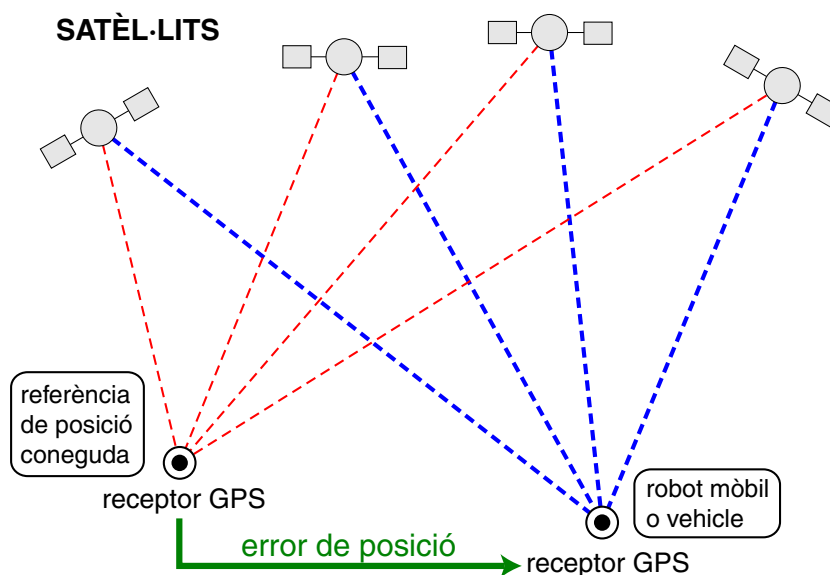 SATÈL·LITS
referència
de posició
coneguda
receptor GPS
robot mòbil
o vehicle
error de posició
receptor GPS